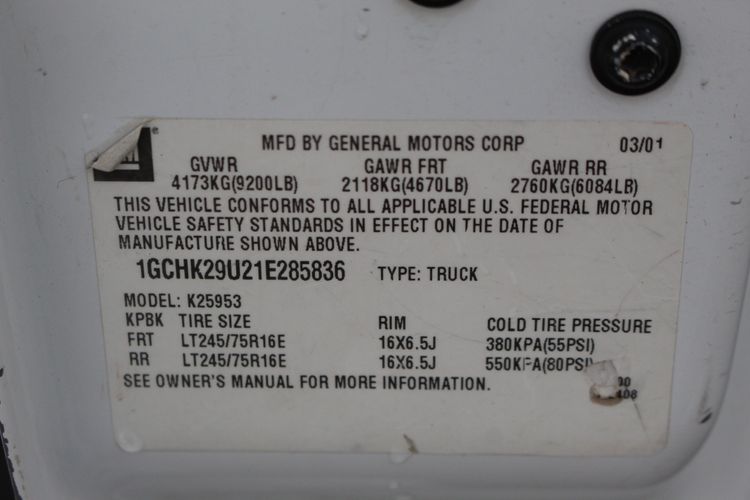 MFD BY GENERAL MOTORS CORP 03/01
GVWR GAWR FRT GAWR RR
4173KG(9200LB) 2118KG(4670LB) 2760KG(6084LB)
THIS VEHICLE CONFORMS TO ALL APPLICABLE U.S. FEDERAL MOTOR
VEHICLE SAFETY STANDARDS IN EFFECT ON THE DATE OF
MANUFACTURE SHOWN ABOVE.
1GCHK29U21E285836 TYPE: TRUCK
MODEL: K25953
KPBK TIRE SIZE RIM COLD TIRE PRESSURE
FRT LT245/75R16E 16X6.5J 380KPA(55PSI)
RR LT245/75R16E 16X6.5J 550KPA(80PSI)
SEE OWNER'S MANUAL FOR MORE INFORMATION.